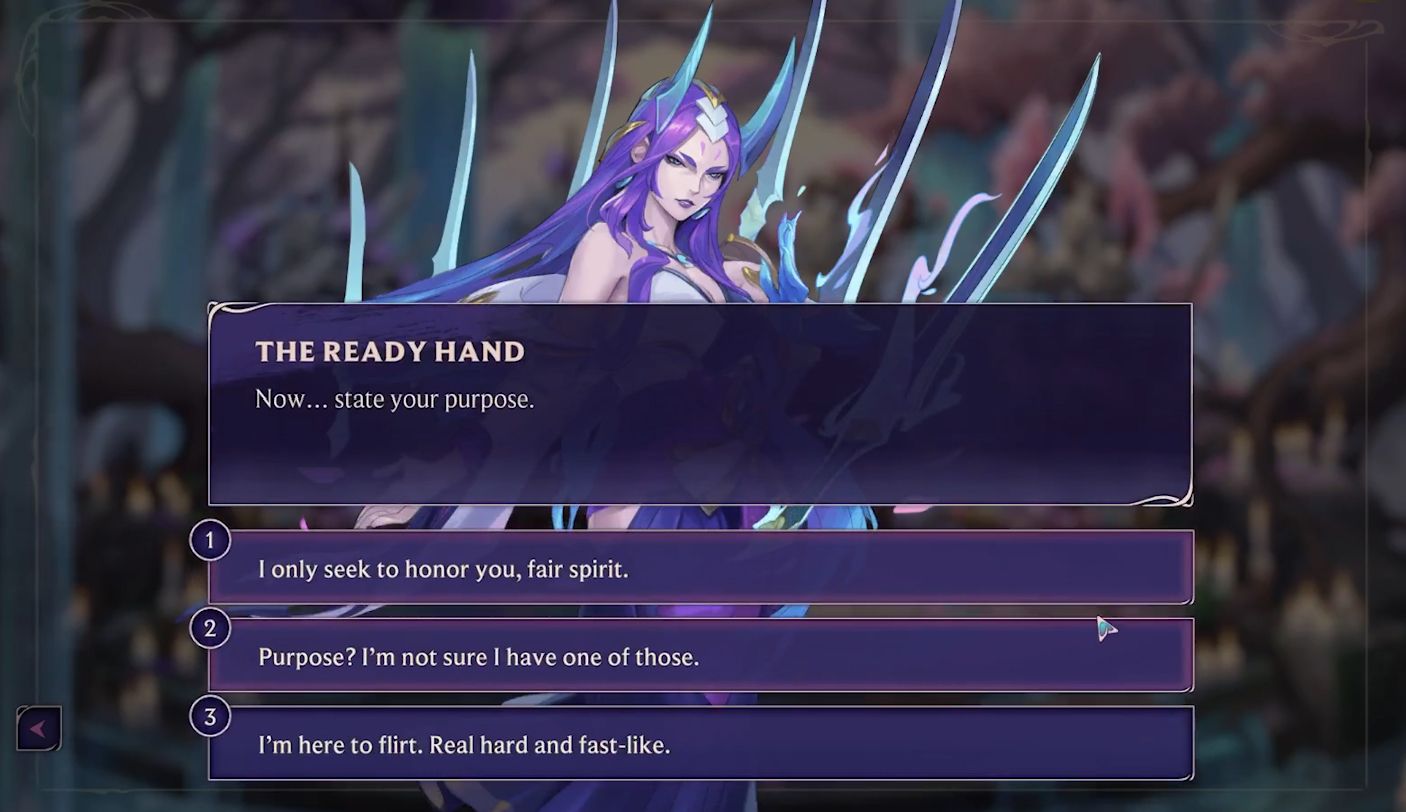 THE READY HAND
Now... state your purpose.
1
I only seek to honor you, fair spirit.
2
Purpose? I'm not sure I have one of those.
3
I'm here to flirt. Real hard and fast-like.